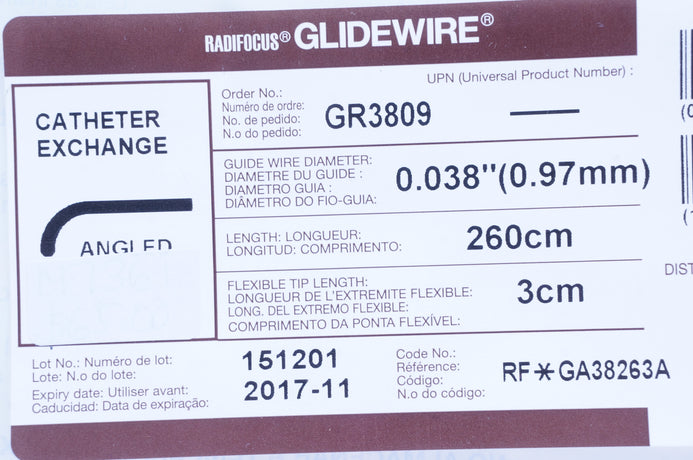 RADIFOCUS® GLIDEWIRE®
UPN (Universal Product Number) :
CATHETER
EXCHANGE
ANGLED
Order No.:
Numéro de ordre:
No. de pedido:
N.o do pedido:
GR3809
GUIDE WIRE DIAMETER:
DIAMETRE DU GUIDE :
DIAMETRO GUIA :
DIÂMETRO DO FIO-GUIA:
0.038"(0.97mm)
LENGTH: LONGUEUR:
LONGITUD: COMPRIMENTO:
260cm
FLEXIBLE TIP LENGTH:
LONGUEUR DE L'EXTREMITE FLEXIBLE:
LONG. DEL EXTREMO FLEXIBLE:
COMPRIMENTO DA PONTA FLEXÍVEL:
3cm
Lot No.: Numéro de lot:
Lote: N.o do lote:
151201
Expiry date: Utiliser avant:
Caducidad: Data de expiração:
2017-11
Code No.:
Référence:
Código:
N.o do código:
RF*GA38263A
DIST